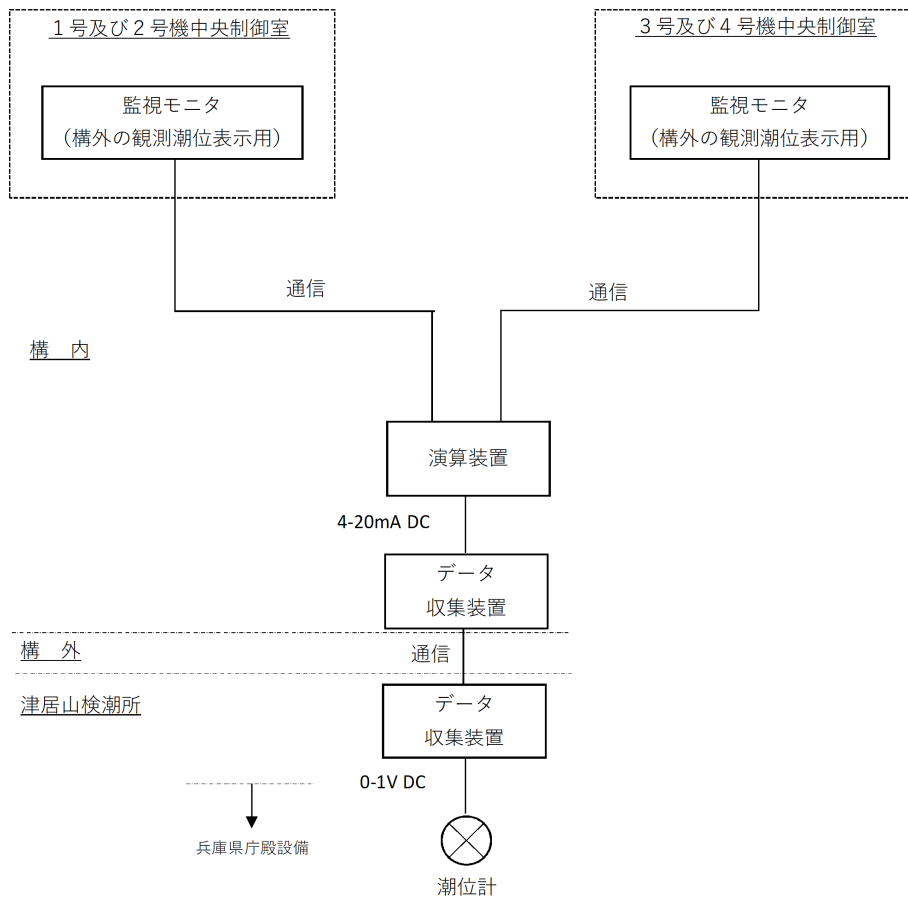 1号及び2号機中央制御室
3号及び4号機中央制御室
監視モニタ
（構外の観測潮位表示用）
監視モニタ
（構外の観測潮位表示用）
通信
通信
構　内
演算装置
4-20mA DC
データ
収集装置
構　外
通信
津居山検潮所
データ
収集装置
0-1V DC
兵庫県庁殿設備
潮位計